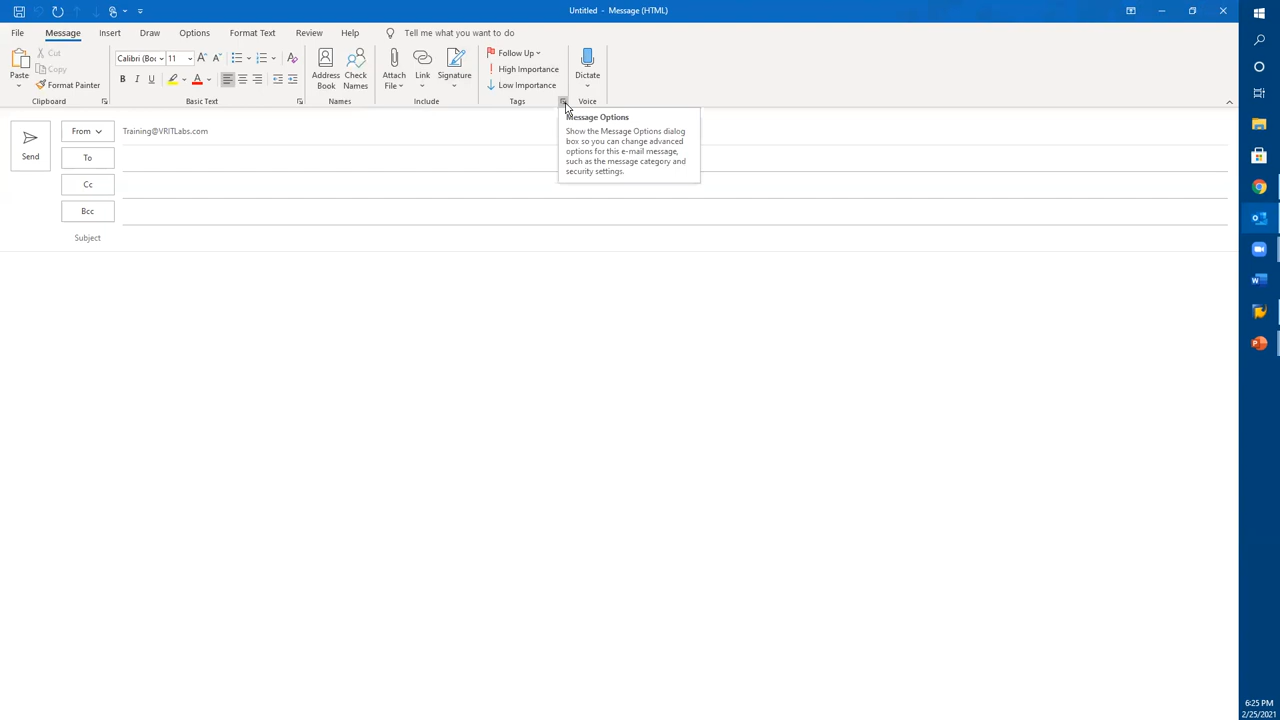 Untitled - Message (HTML)
File Message Insert Draw Options Format Text Review Help Tell me what you want to do
Paste
Cut
Copy
Format Painter
Clipboard
Calibri (Boc 11
B I U
Basic Text
Address Book
Check Names
Names
Attach File
Link
Signature
Include
Follow Up
High Importance
Low Importance
Tags
Dictate
Voice
Message Options
Show the Message Options dialog
box so you can change advanced
options for this e-mail message,
such as the message category and
security settings.
Send
From Training@VRITLabs.com
To
Cc
Bcc
Subject
6:25 PM
2/25/2021